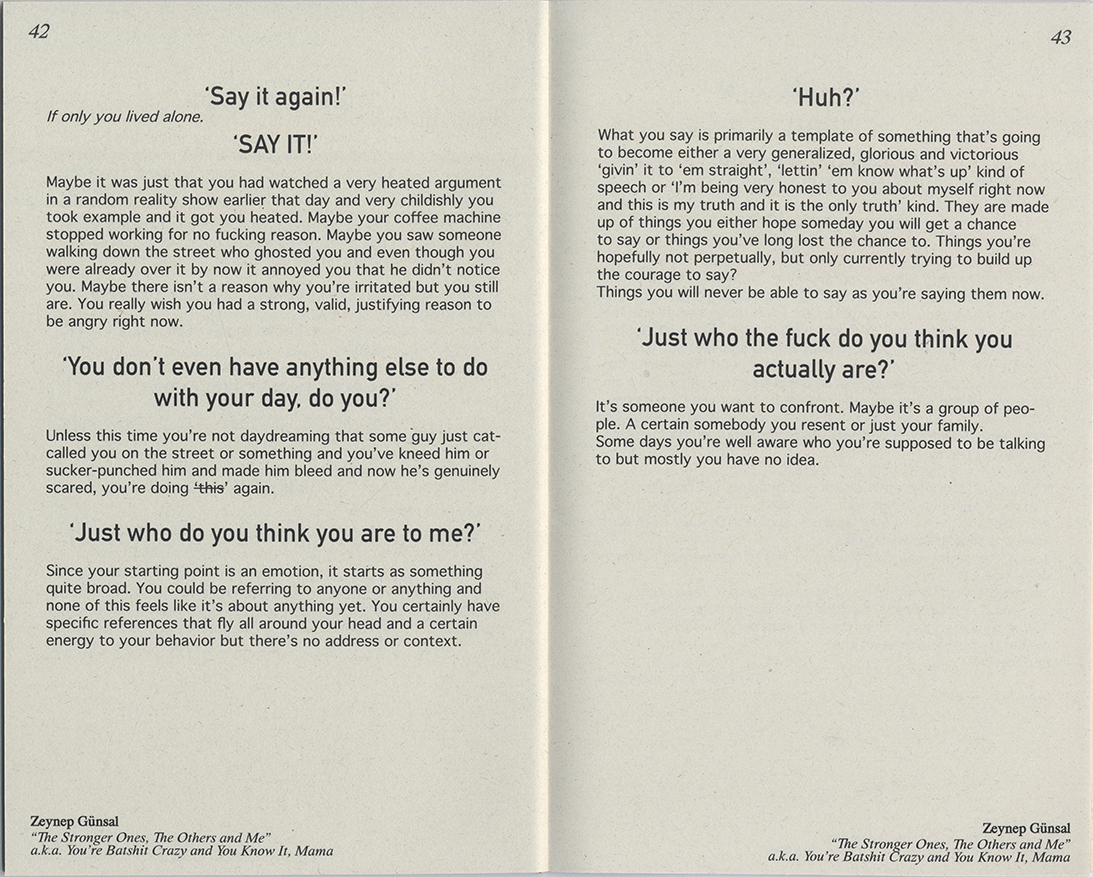 42
'Say it again!'
If only you lived alone.
'SAY IT!'
Maybe it was just that you had watched a very heated argument
in a random reality show earlier that day and very childishly you
took example and it got you heated. Maybe your coffee machine
stopped working for no fucking reason. Maybe you saw someone
walking down the street who ghosted you and even though you
were already over it by now it annoyed you that he didn't notice
you. Maybe there isn't a reason why you're irritated but you still
are. You really wish you had a strong, valid, justifying reason to
be angry right now.
'You don't even have anything else to do
with your day, do you?'
Unless this time you're not daydreaming that some guy just cat-
called you on the street or something and you've kneed him or
sucker-punched him and made him bleed and now he's genuinely
scared, you're doing 'this' again.
'Just who do you think you are to me?'
Since your starting point is an emotion, it starts as something
quite broad. You could be referring to anyone or anything and
none of this feels like it's about anything yet. You certainly have
specific references that fly all around your head and a certain
energy to your behavior but there's no address or context.
Zeynep Günsal
"The Stronger Ones, The Others and Me"
a.k.a. You're Batshit Crazy and You Know It, Mama
43
'Huh?'
What you say is primarily a template of something that's going
to become either a very generalized, glorious and victorious
'givin' it to 'em straight', 'lettin' 'em know what's up' kind of
speech or 'I'm being very honest to you about myself right now
and this is my truth and it is the only truth' kind. They are made
up of things you either hope someday you will get a chance
to say or things you've long lost the chance to. Things you're
hopefully not perpetually, but only currently trying to build up
the courage to say?
Things you will never be able to say as you're saying them now.
'Just who the fuck do you think you
actually are?'
It's someone you want to confront. Maybe it's a group of peo-
ple. A certain somebody you resent or just your family.
Some days you're well aware who you're supposed to be talking
to but mostly you have no idea.
Zeynep Günsal
"The Stronger Ones, The Others and Me"
a.k.a. You're Batshit Crazy and You Know It, Mama